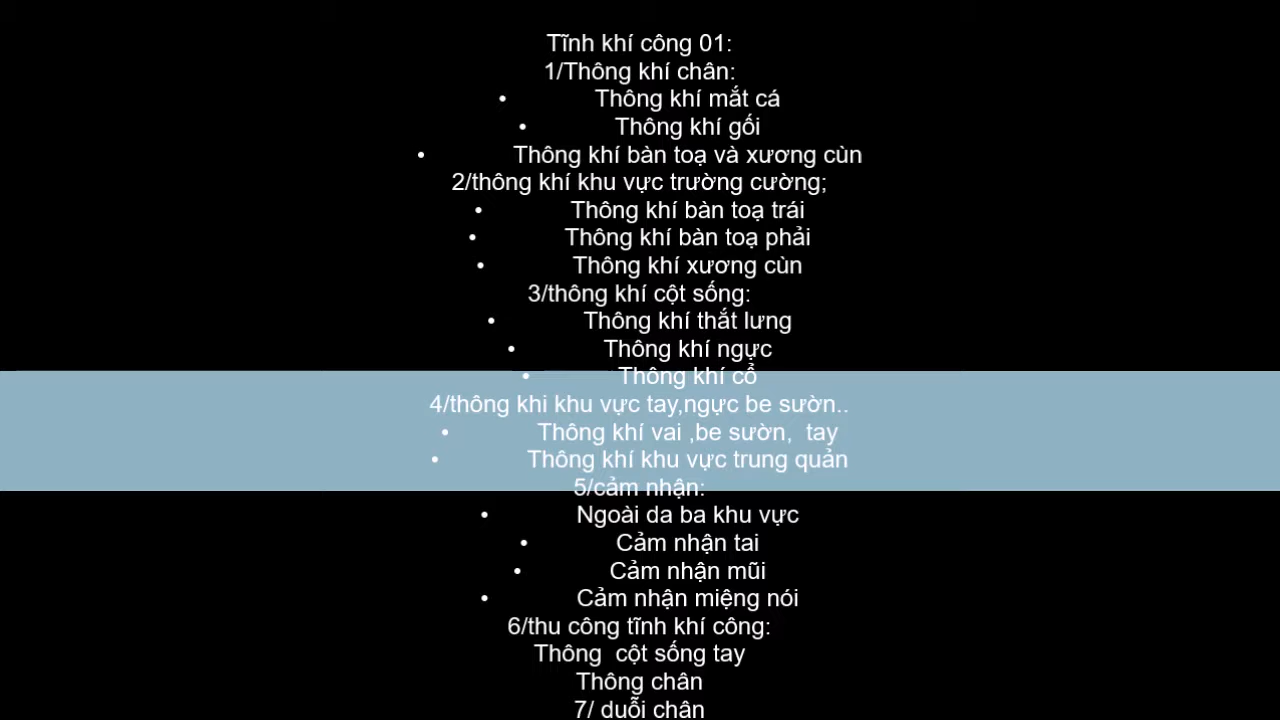 Tĩnh khí công 01:
1/Thông khí chân:
• Thông khí mắt cá
• Thông khí gối
• Thông khí bàn toạ và xương cùn
2/thông khí khu vực trường cường;
• Thông khí bàn toạ trái
• Thông khí bàn toạ phải
• Thông khí xương cùn
3/thông khí cột sống:
• Thông khí thắt lưng
• Thông khí ngực
• Thông khí cổ
4/thông khi khu vực tay,ngực be sườn..
• Thông khí vai ,be sườn, tay
• Thông khí khu vực trung quản
5/cảm nhận:
• Ngoài da ba khu vực
• Cảm nhận tai
• Cảm nhận mũi
• Cảm nhận miệng nói
6/thu công tĩnh khí công:
Thông cột sống tay
Thông chân
7/ duỗi chân